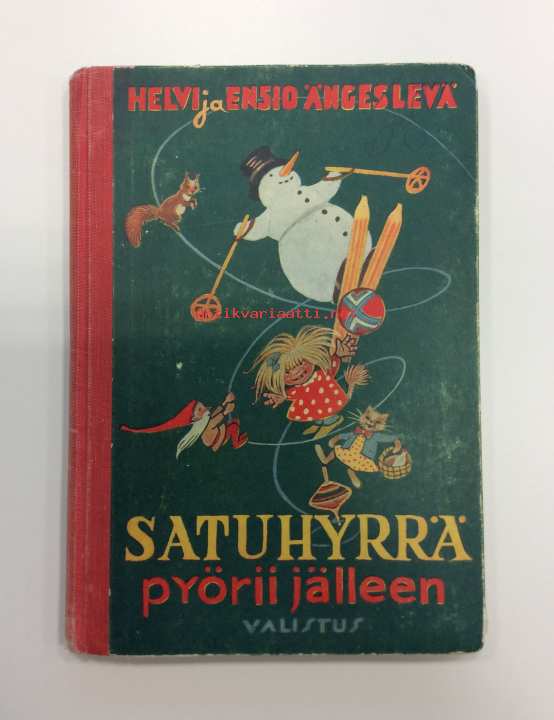 HELVI ja ENSIO ÄNGESLEVÄ
SATUHYRRÄ
pyörii jälleen
VALISTUS